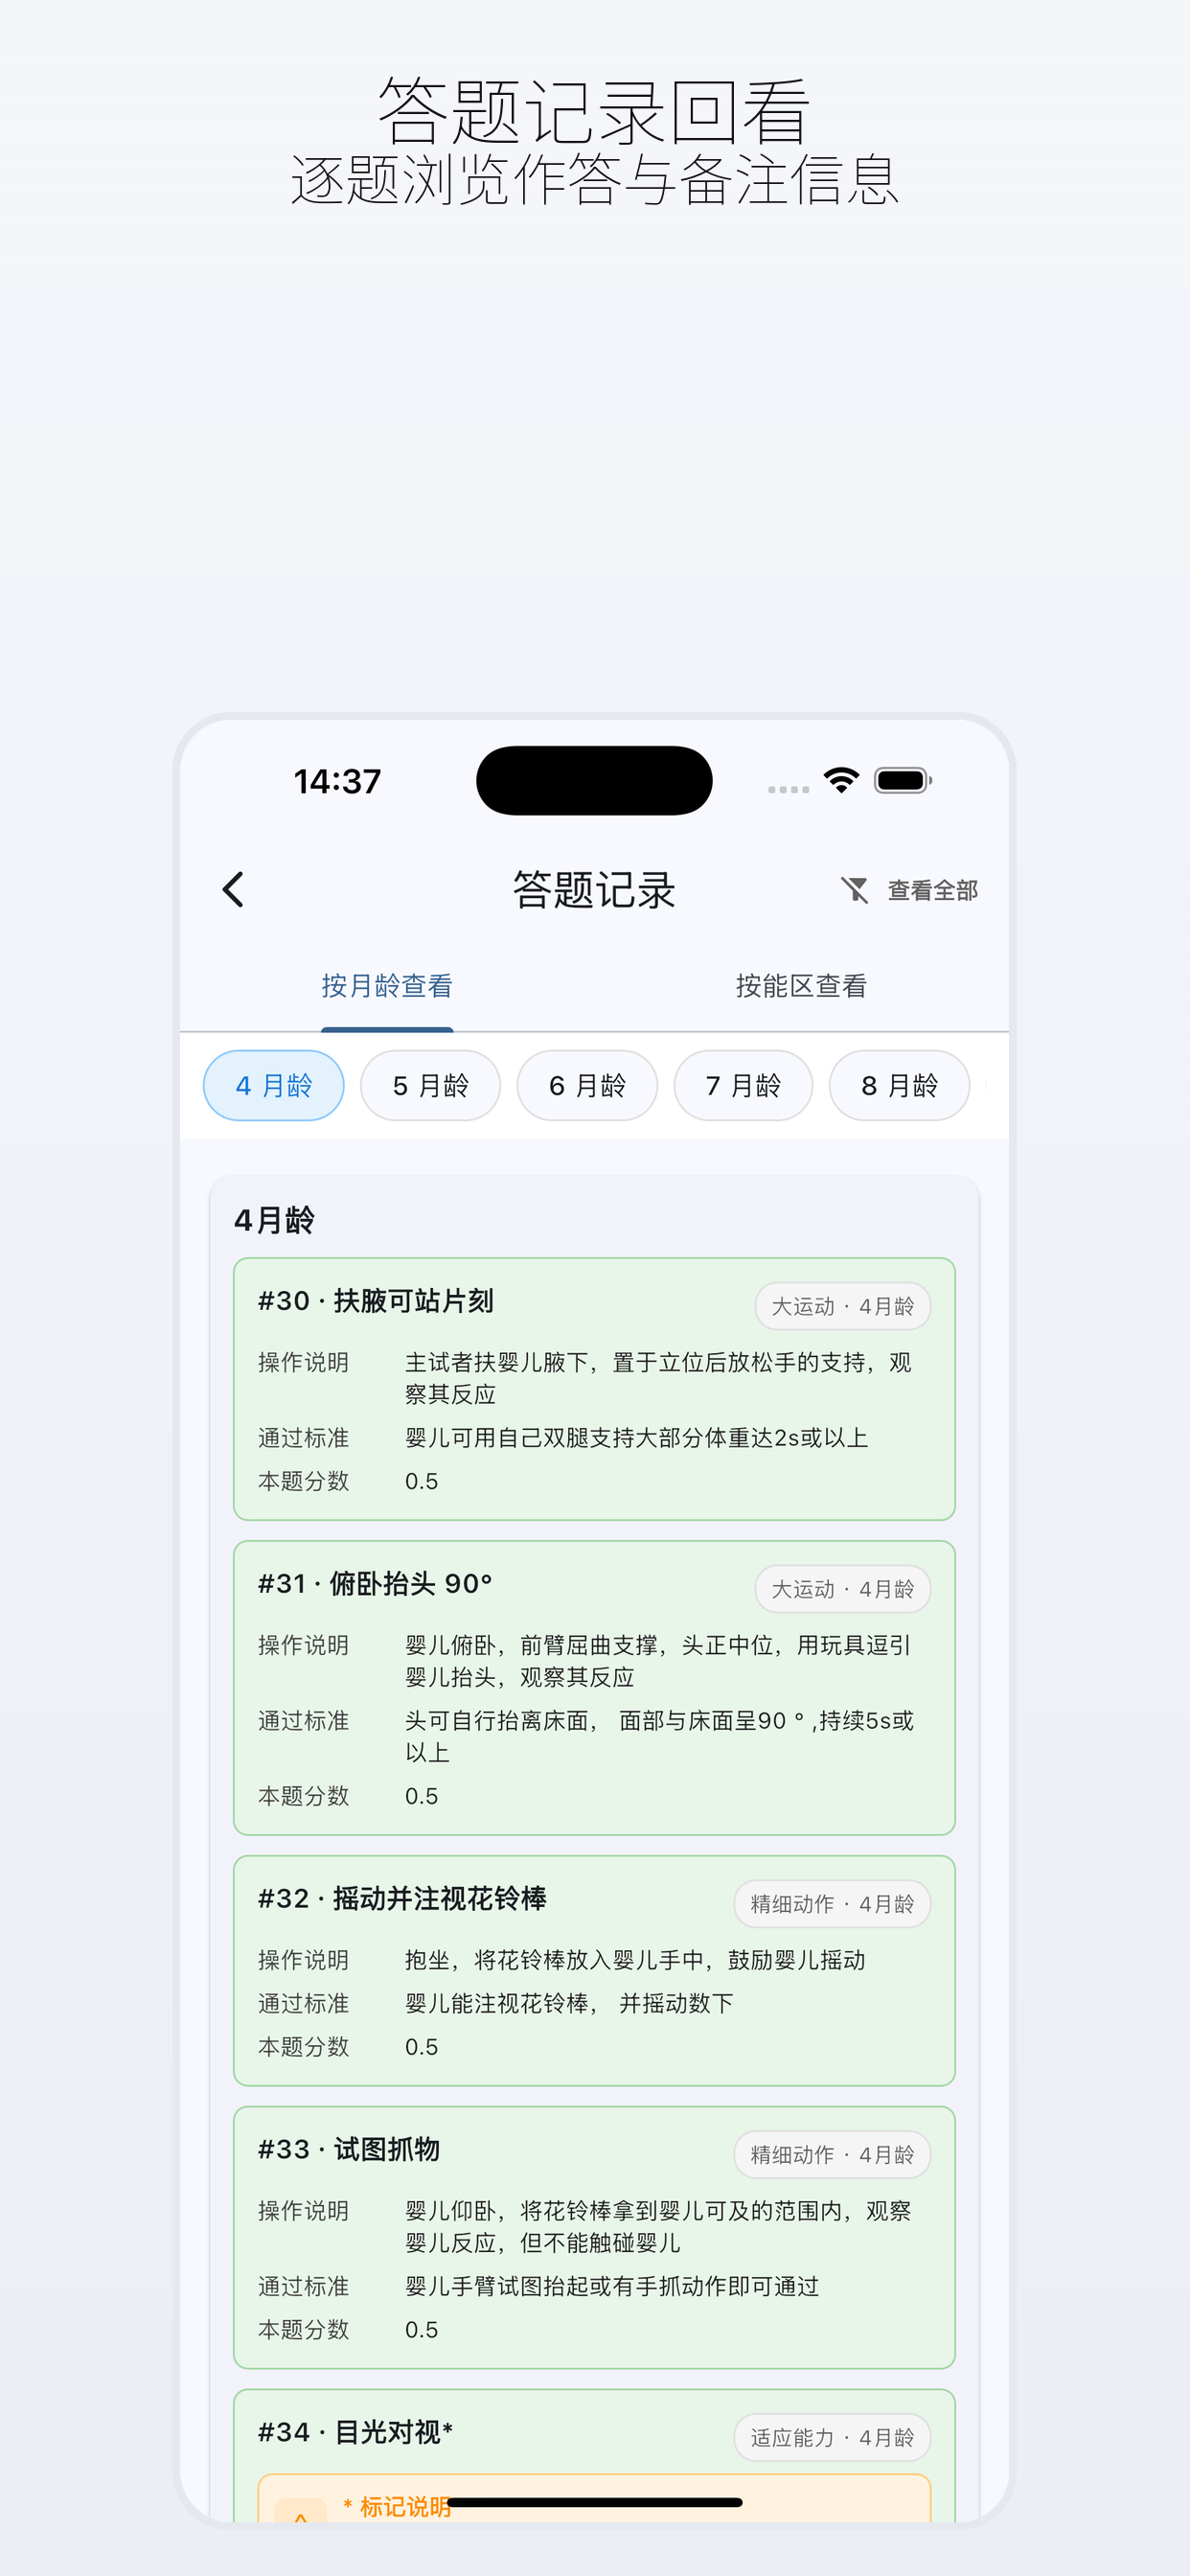 答题记录回看
逐题浏览作答与备注信息
14:37
答题记录
查看全部
按月龄查看
按能区查看
4 月龄
5 月龄
6 月龄
7 月龄
8 月龄
4月龄
#30 · 扶腋可站片刻
大运动 · 4月龄
操作说明
主试者扶婴儿腋下，置于立位后放松手的支持，观
察其反应
通过标准
婴儿可用自己双腿支持大部分体重达2s或以上
本题分数
0.5
#31 · 俯卧抬头 90°
大运动 · 4月龄
操作说明
婴儿俯卧，前臂屈曲支撑，头正中位，用玩具逗引
婴儿抬头，观察其反应
通过标准
头可自行抬离床面， 面部与床面呈90 ° ,持续5s或
以上
本题分数
0.5
#32 · 摇动并注视花铃棒
精细动作 · 4月龄
操作说明
抱坐，将花铃棒放入婴儿手中，鼓励婴儿摇动
通过标准
婴儿能注视花铃棒， 并摇动数下
本题分数
0.5
#33 · 试图抓物
精细动作 · 4月龄
操作说明
婴儿仰卧，将花铃棒拿到婴儿可及的范围内，观察
婴儿反应，但不能触碰婴儿
通过标准
婴儿手臂试图抬起或有手抓动作即可通过
本题分数
0.5
#34 · 目光对视*
适应能力 · 4月龄
* 标记说明